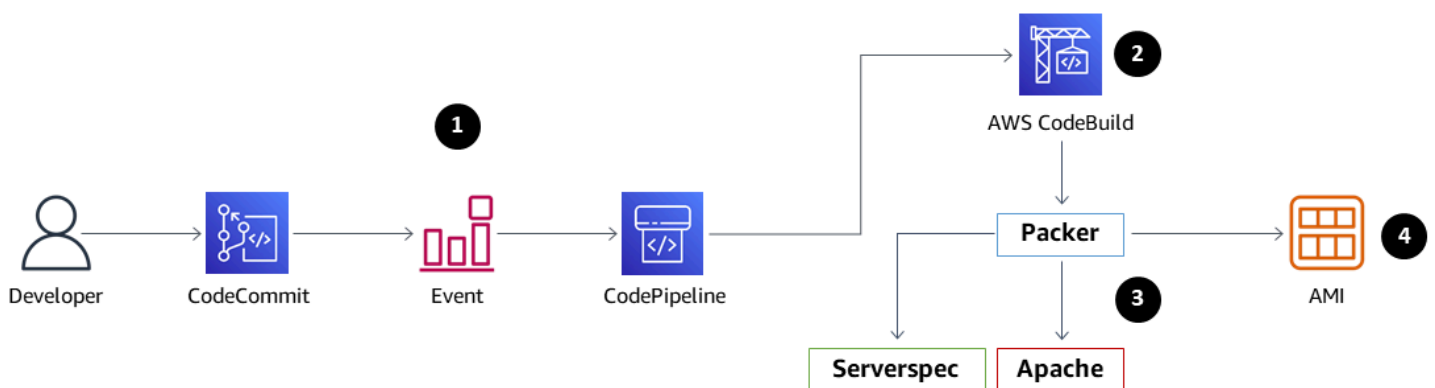 1
2
AWS CodeBuild
Developer
CodeCommit
Event
CodePipeline
</>
</>
</>
Packer
3
4
AMI
Serverspec
Apache